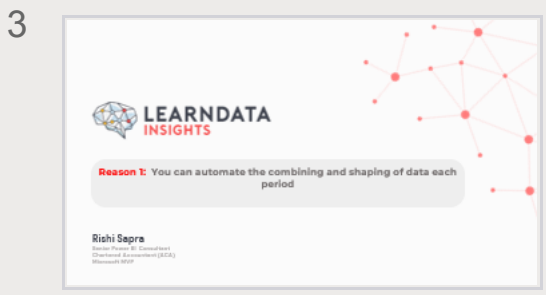 3
LEARNDATA
INSIGHTS
Reason 1: You can automate the combining and shaping of data each
period
Rishi Sapra
Senior Power BI Consultant
Chartered Accountant (ACA)
Microsoft MVP